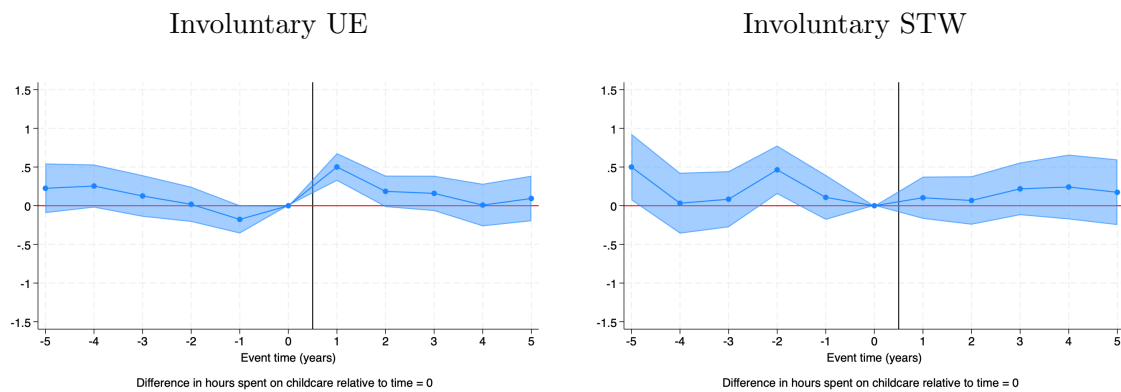 Involuntary UE
1.5
1
.5
0
-.5
-1
-1.5
-5 -4 -3 -2 -1 0 1 2 3 4 5
Event time (years)
Difference in hours spent on childcare relative to time = 0
Involuntary STW
1.5
1
.5
0
-.5
-1
-1.5
-5 -4 -3 -2 -1 0 1 2 3 4 5
Event time (years)
Difference in hours spent on childcare relative to time = 0